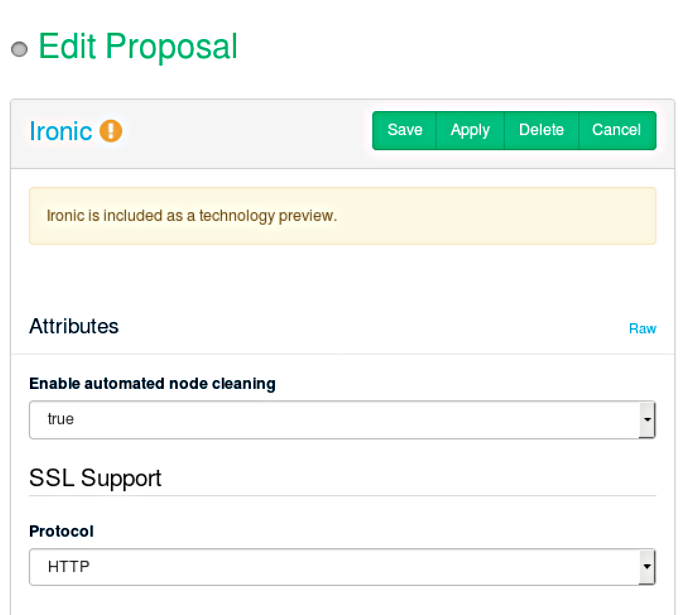 Edit Proposal
Ironic
Save Apply Delete Cancel
Ironic is included as a technology preview.
Attributes Raw
Enable automated node cleaning
true
SSL Support
Protocol
HTTP